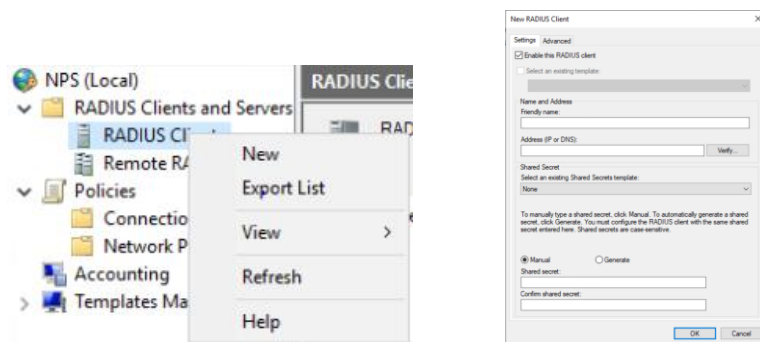 NPS (Local)
RADIUS Clients and Servers
RADIUS Cl
Remote RA
Policies
Connectio
Network P
Accounting
Templates Ma
RADIUS Clie
RAD
New
Export List
View
Refresh
Help
New RADIUS Client
Settings Advanced
Enable this RADIUS client
Select an existing template:
Name and Address
Friendly name:
Address (IP or DNS):
Verify...
Shared Secret
Select an existing Shared Secrets template:
None
To manually type a shared secret, click Manual. To automatically generate a shared
secret, click Generate. You must configure the RADIUS client with the same shared
secret entered here. Shared secrets are case-sensitive.
Manual Generate
Shared secret:
Confirm shared secret:
OK Cancel